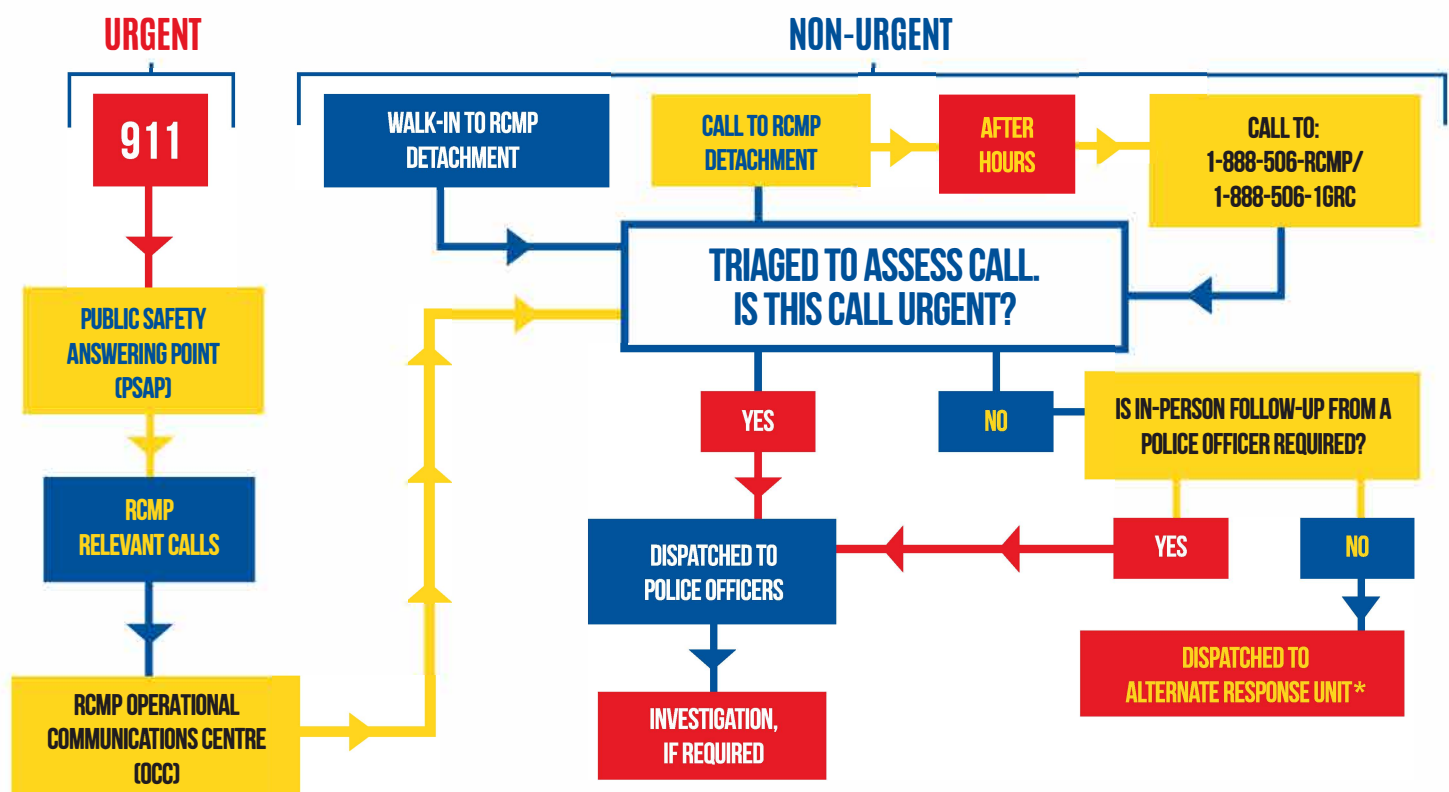 URGENT
911
PUBLIC SAFETY
ANSWERING POINT
(PSAP)
RCMP
RELEVANT CALLS
RCMP OPERATIONAL
COMMUNICATIONS CENTRE
(OCC)
NON-URGENT
WALK-IN TO RCMP
DETACHMENT
CALL TO RCMP
DETACHMENT
AFTER
HOURS
CALL TO:
1-888-506-RCMP/
1-888-506-1GRC
TRIAGED TO ASSESS CALL.
IS THIS CALL URGENT?
YES
NO
IS IN-PERSON FOLLOW-UP FROM A
POLICE OFFICER REQUIRED?
YES
NO
DISPATCHED TO
POLICE OFFICERS
DISPATCHED TO
ALTERNATE RESPONSE UNIT*
INVESTIGATION,
IF REQUIRED